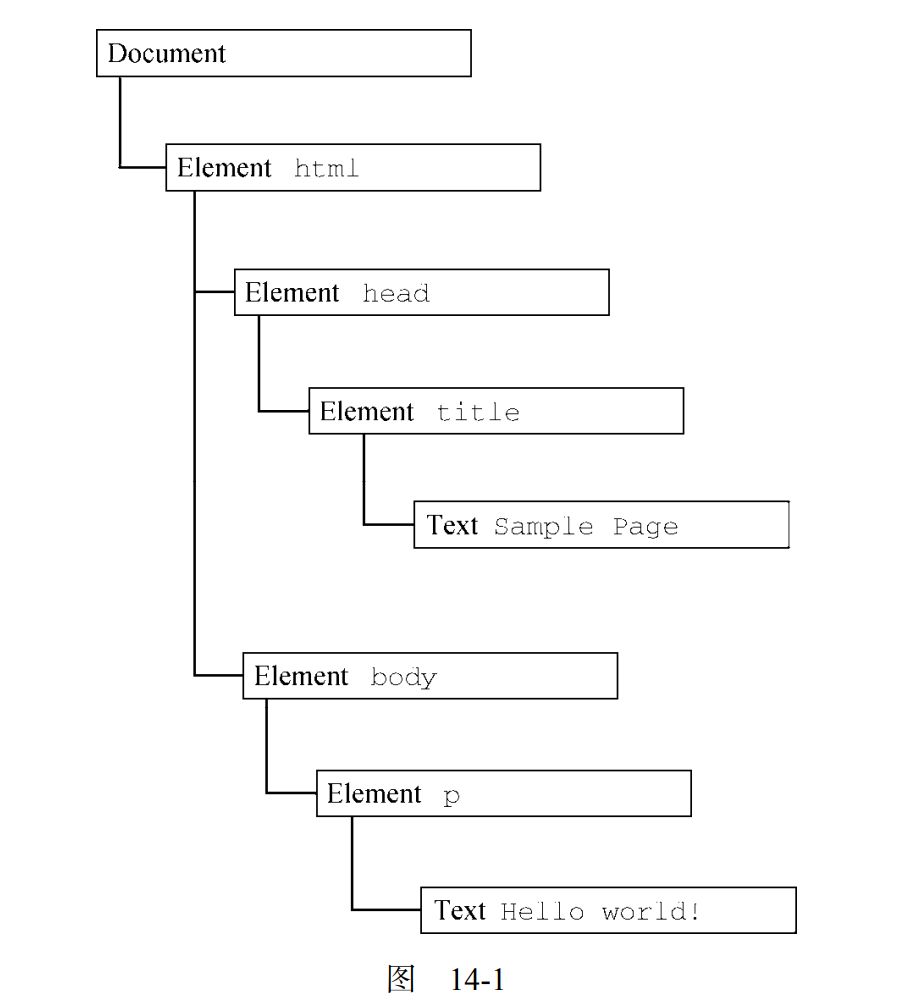 Document
Element html
Element head
Element title
Text Sample Page
Element body
Element p
Text Hello world!
图 14-1